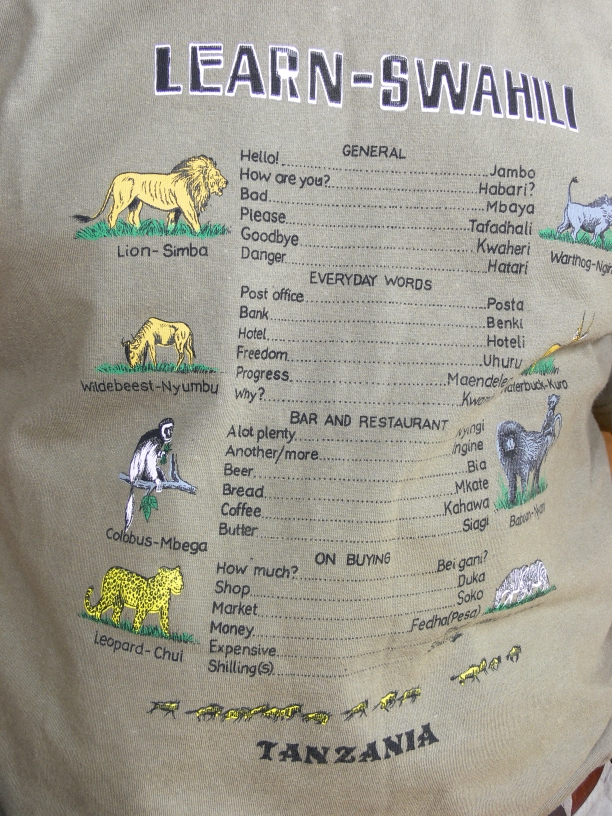 LEARN-SWAHILI
GENERAL
Hello! Jambo
How are you? Habari?
Bad Mbaya
Please Tafadhali
Goodbye Kwaheri
Danger Hatari
Lion-Simba
EVERYDAY WORDS
Post office Posta
Bank Benki
Hotel Hoteli
Freedom Uhuru
Progress
Why?
Wildebeest-Nyumbu
BAR AND RESTAURANT
A lot plenty
Another/more
Beer Bia
Bread Mkate
Coffee Kahawa
Butter Siagi
Colobus-Mbega
ON BUYING
How much? Bei gani?
Shop Duka
Market Soko
Money Fedha(Pesa)
Expensive
Shilling(s)
Leopard-Chui
TANZANIA